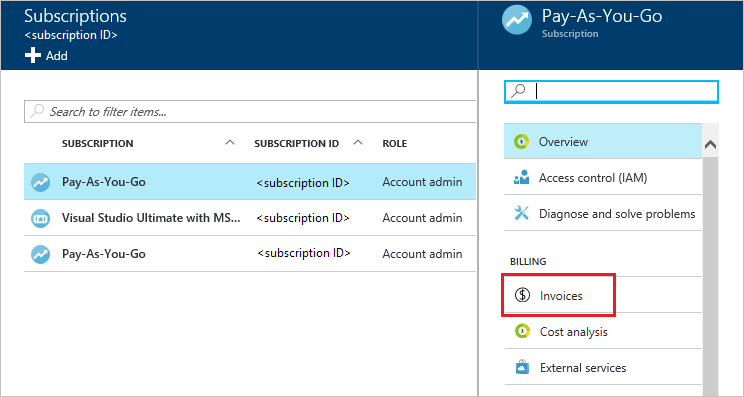 Subscriptions
<subscription ID>
Add
Search to filter items...
SUBSCRIPTION SUBSCRIPTION ID ROLE
Pay-As-You-Go <subscription ID> Account admin
Visual Studio Ultimate with MS... <subscription ID> Account admin
Pay-As-You-Go <subscription ID> Account admin
Pay-As-You-Go
Subscription
Overview
Access control (IAM)
Diagnose and solve problems
BILLING
Invoices
Cost analysis
External services